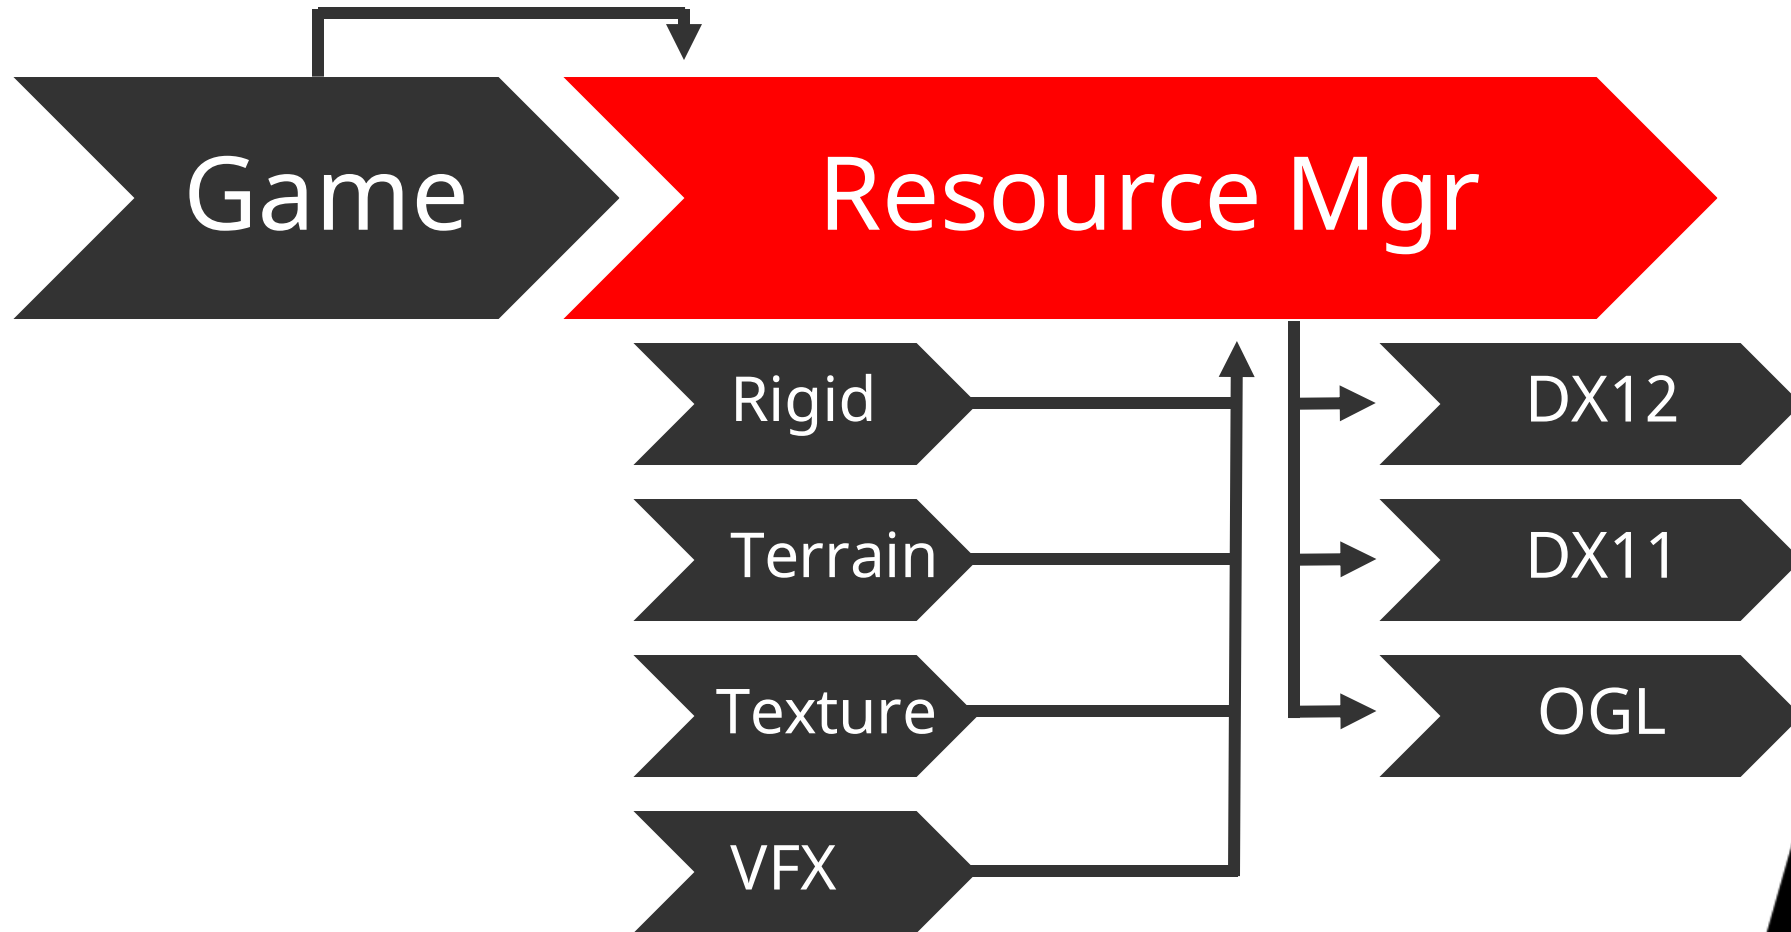 Game
Resource Mgr
Rigid
DX12
Terrain
DX11
Texture
OGL
VFX